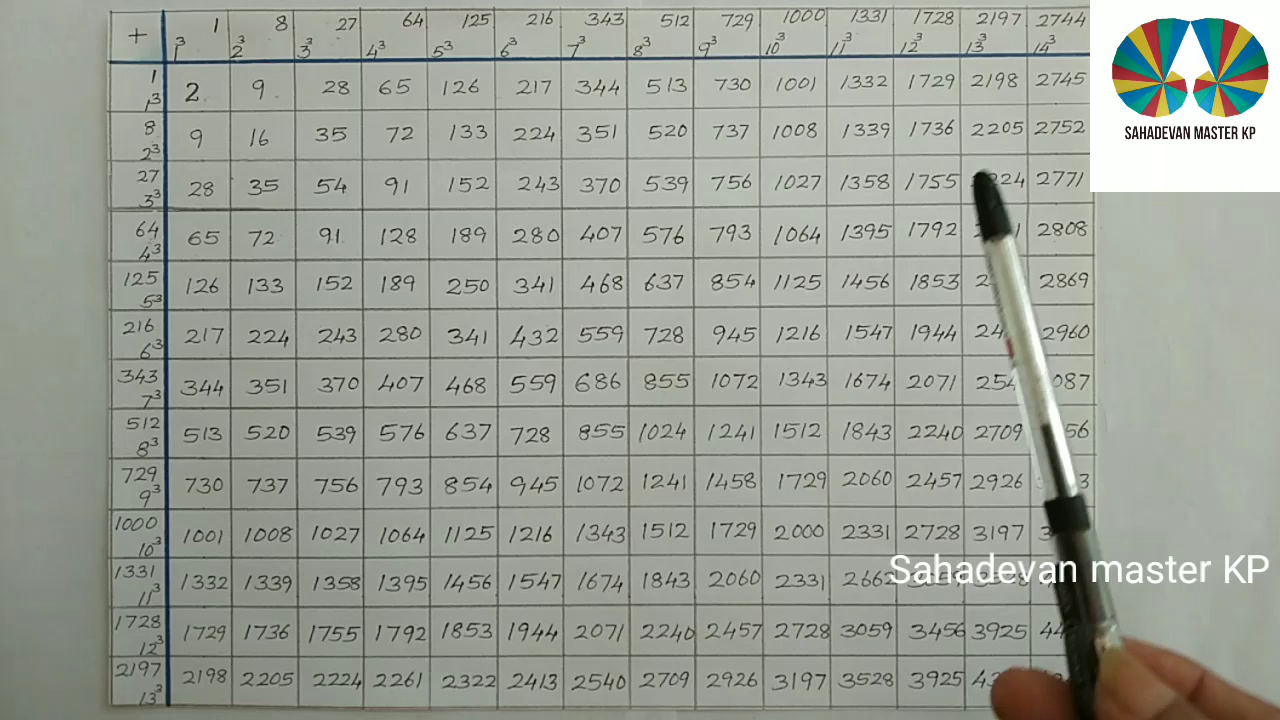 + 1 8 27 64 125 216 343 512 729 1000 1331 1728 2197 2744
1³ 2³ 3³ 4³ 5³ 6³ 7³ 8³ 9³ 10³ 11³ 12³ 13³ 14³
1 2 9 28 65 126 217 344 513 730 1001 1332 1729 2198 2745
1³
8 9 16 35 72 133 224 351 520 737 1008 1339 1736 2205 2752
2³
27 28 35 54 91 152 243 370 539 756 1027 1358 1755 2771
3³
64 65 72 91 128 189 280 407 576 793 1064 1395 1792 2808
4³
125 126 133 152 189 250 341 468 637 854 1125 1456 1853 2869
5³
216 217 224 243 280 341 432 559 728 945 1216 1547 1944 2960
6³
343 344 351 370 407 468 559 686 855 1072 1343 1674 2071
7³
512 513 520 539 576 637 728 855 1024 1241 1512 1843 2240 2709
8³
729 730 737 756 793 854 945 1072 1241 1458 1729 2060 2457 2926
9³
1000 1001 1008 1027 1064 1125 1216 1343 1512 1729 2000 2331 2728 3197
10³
1331 1332 1339 1358 1395 1456 1547 1674 1843 2060 2331 2662
11³
1728 1729 1736 1755 1792 1853 1944 2071 2240 2457 2728 3059 3456 3925
12³
2197 2198 2205 2224 2261 2322 2413 2540 2709 2926 3197 3528 3925
13³
SAHADEVAN MASTER KP
Sahadevan master KP